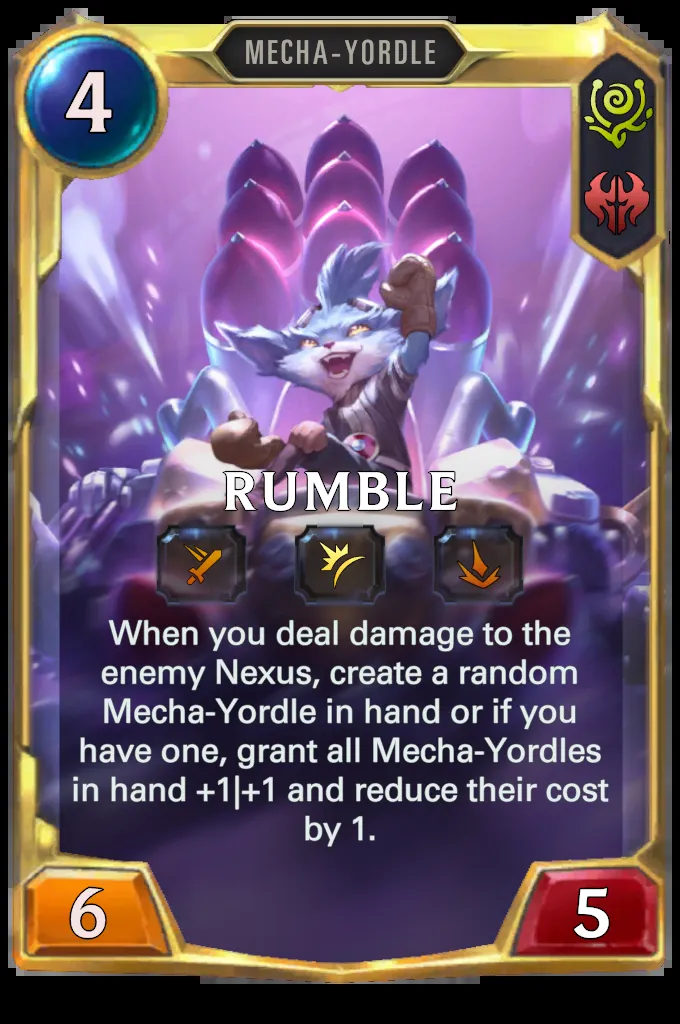 MECHA-YORDLE
4
RUMBLE
When you deal damage to the
enemy Nexus, create a random
Mecha-Yordle in hand or if you
have one, grant all Mecha-Yordles
in hand +1|+1 and reduce their cost
by 1.
6
5